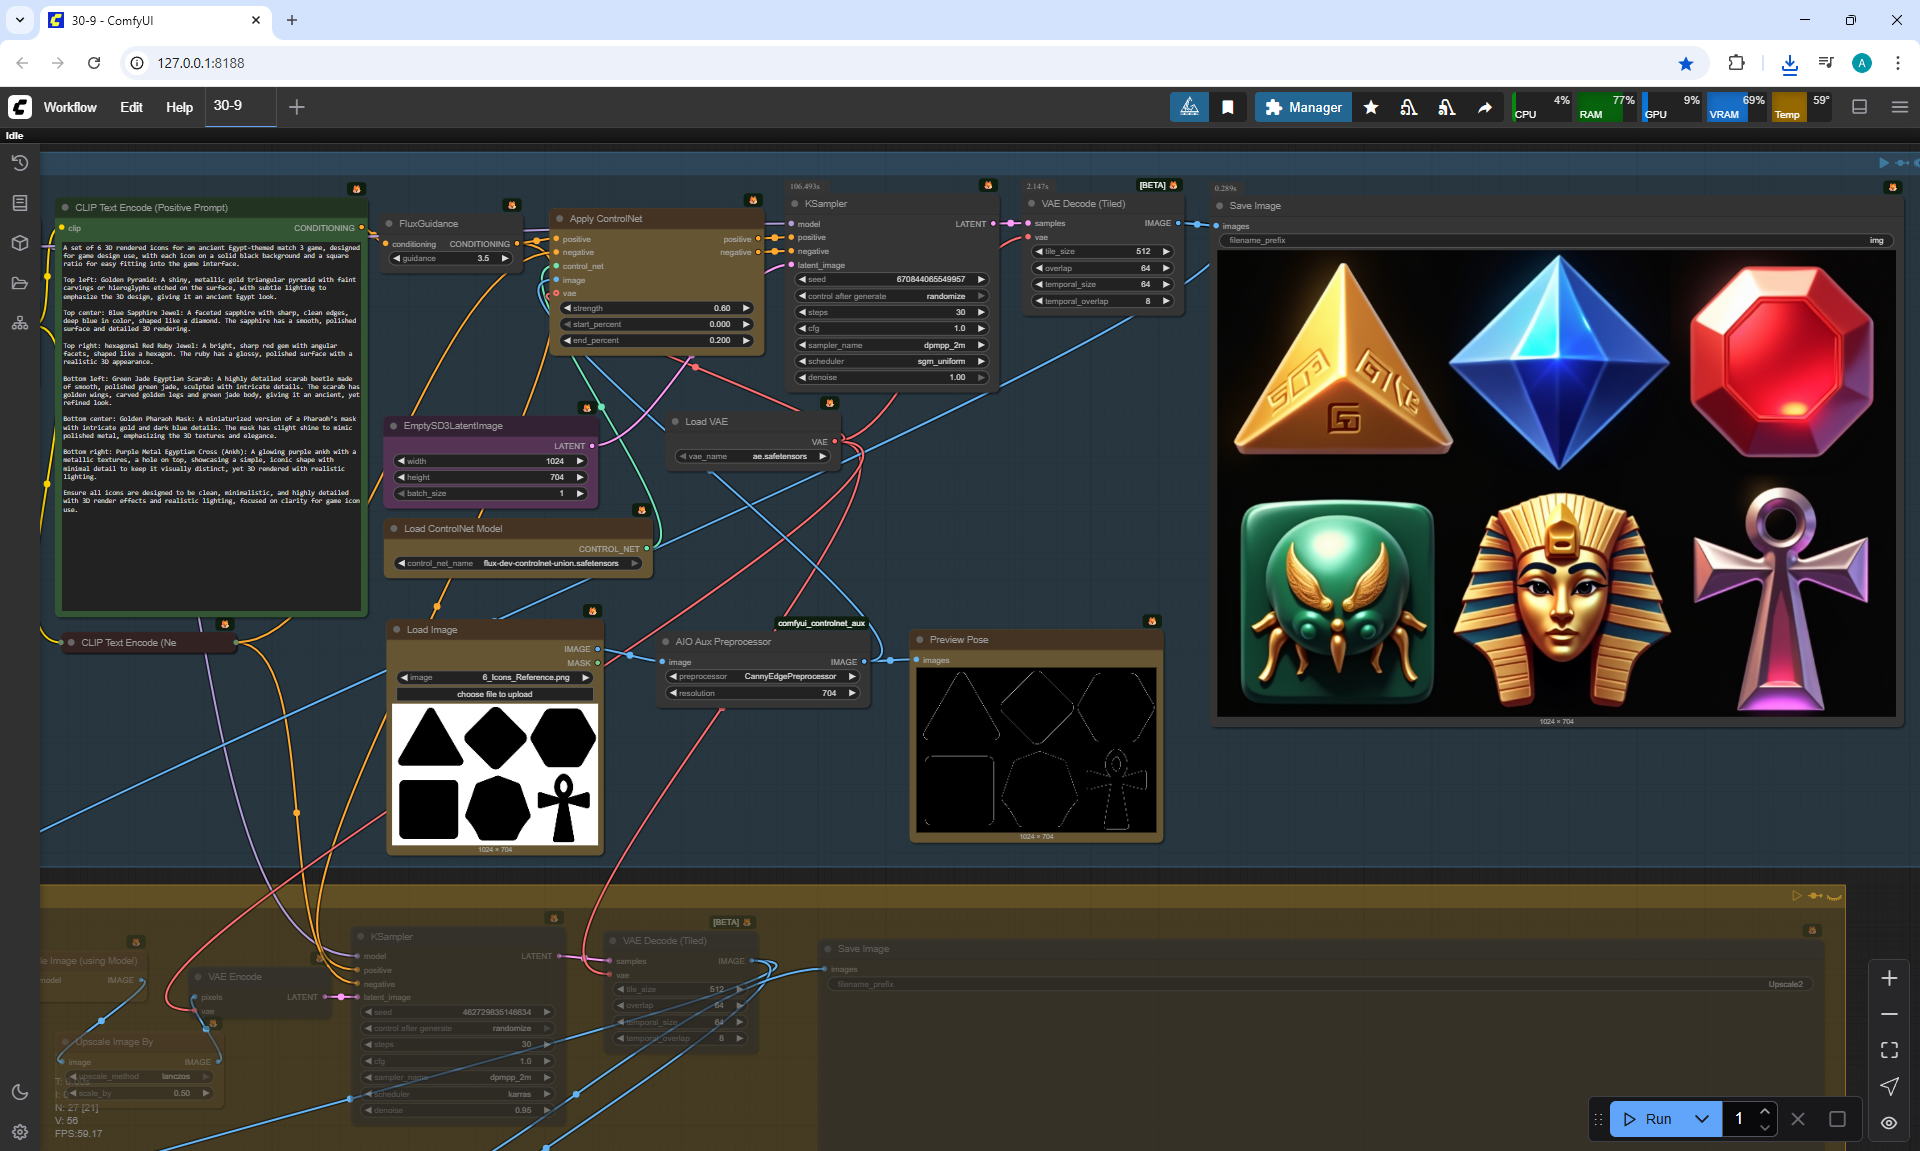 30-9 - ComfyUI
127.0.0.1:8188
Workflow
Edit
Help
30-9
Manager
4%
CPU
77%
RAM
9%
GPU
69%
VRAM
59°
Temp
Idle
CLIP Text Encode (Positive Prompt)
clip
CONDITIONING
A set of 6 3D rendered icons for an ancient Egypt-themed match 3 game, designed
for game design use, with each icon on a solid black background and a square
ratio for easy fitting into the game interface.
Top left: Golden Pyramid: A shiny, metallic gold triangular pyramid with faint
carvings or hieroglyphs etched on the surface, with subtle lighting to
emphasize the 3D design, giving it an ancient Egypt look.
Top center: Blue Sapphire Jewel: A faceted sapphire with sharp, clean edges,
deep blue in color, shaped like a diamond. The sapphire has a smooth, polished
surface and detailed 3D rendering.
Top right: hexagonal Red Ruby Jewel: A bright, sharp red gem with angular
facets, shaped like a hexagon. The ruby has a glossy, polished surface with a
realistic 3D appearance.
Bottom left: Green Jade Egyptian Scarab: A highly detailed scarab beetle made
of smooth, polished green jade, sculpted with intricate details. The scarab has
golden wings, carved golden legs and green jade body, giving it an ancient, yet
refined look.
Bottom center: Golden Pharaoh Mask: A miniaturized version of a Pharaoh's mask
with intricate gold and dark blue details. The mask has slight shine to mimic
polished metal, emphasizing the 3D textures and elegance.
Bottom right: Purple Metal Egyptian Cross (Ankh): A glowing purple ankh with a
metallic textures, a hole on top, showcasing a simple, iconic shape with
minimal detail to keep it visually distinct, yet 3D rendered with realistic
lighting.
Ensure all icons are designed to be clean, minimalistic, and highly detailed
with 3D render effects and realistic lighting, focused on clarity for game icon
use.
CLIP Text Encode (Ne
FluxGuidance
conditioning
CONDITIONING
guidance
3.5
Apply ControlNet
positive
positive
negative
negative
control_net
image
vae
strength
0.60
start_percent
0.000
end_percent
0.200
106.493s
KSampler
model
LATENT
positive
negative
latent_image
seed
670844065549957
control after generate
randomize
steps
30
cfg
1.0
sampler_name
dpmpp_2m
scheduler
sgm_uniform
denoise
1.00
2.147s
[BETA]
VAE Decode (Tiled)
samples
IMAGE
vae
tile_size
512
overlap
64
temporal_size
64
temporal_overlap
8
0.289s
Save Image
images
filename_prefix
img
1024 × 704
EmptySD3LatentImage
LATENT
width
1024
height
704
batch_size
1
Load VAE
VAE
vae_name
ae.safetensors
Load ControlNet Model
CONTROL_NET
control_net_name
flux-dev-controlnet-union.safetensors
Load Image
IMAGE
MASK
image
6_Icons_Reference.png
choose file to upload
1024 × 704
comfyui_controlnet_aux
AIO Aux Preprocessor
image
IMAGE
preprocessor
CannyEdgePreprocessor
resolution
704
Preview Pose
images
1024 × 704
le Image (using Model)
model
IMAGE
VAE Encode
pixels
LATENT
vae
Upscale Image By
image
IMAGE
upscale_method
lanczos
scale_by
0.50
N: 27 [21]
V: 56
FPS:59.17
KSampler
model
LATENT
positive
negative
latent_image
seed
462729835146634
control after generate
randomize
steps
30
cfg
1.0
sampler_name
dpmpp_2m
scheduler
karras
denoise
0.95
[BETA]
VAE Decode (Tiled)
samples
IMAGE
vae
tile_size
512
overlap
64
temporal_size
64
temporal_overlap
8
Save Image
images
filename_prefix
Upscale2
Run
1
A